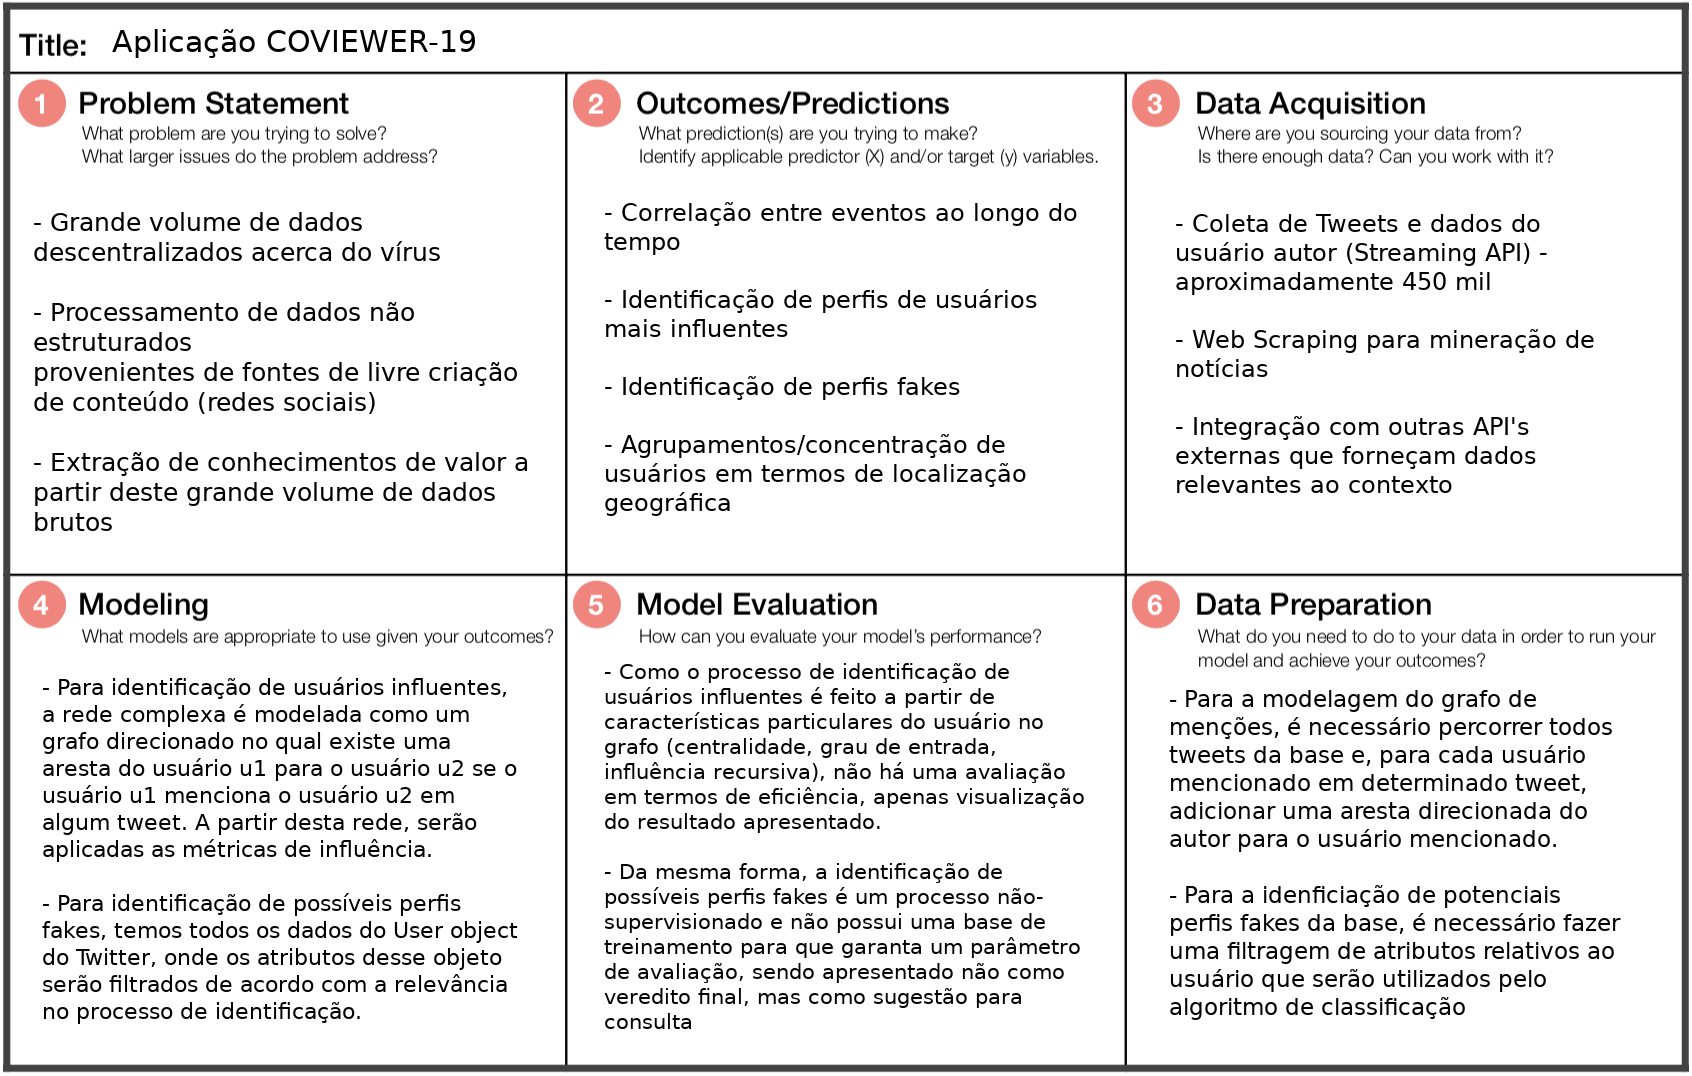 Title: Aplicação COVIEWER-19
1 Problem Statement
What problem are you trying to solve?
What larger issues do the problem address?
- Grande volume de dados
descentralizados acerca do vírus
- Processamento de dados não
estruturados
provenientes de fontes de livre criação
de conteúdo (redes sociais)
- Extração de conhecimentos de valor a
partir deste grande volume de dados
brutos
2 Outcomes/Predictions
What prediction(s) are you trying to make?
Identify applicable predictor (X) and/or target (y) variables.
- Correlação entre eventos ao longo do
tempo
- Identificação de perfis de usuários
mais influentes
- Identificação de perfis fakes
- Agrupamentos/concentração de
usuários em termos de localização
geográfica
3 Data Acquisition
Where are you sourcing your data from?
Is there enough data? Can you work with it?
- Coleta de Tweets e dados do
usuário autor (Streaming API) -
aproximadamente 450 mil
- Web Scraping para mineração de
notícias
- Integração com outras API's
externas que forneçam dados
relevantes ao contexto
4 Modeling
What models are appropriate to use given your outcomes?
- Para identificação de usuários influentes,
a rede complexa é modelada como um
grafo direcionado no qual existe uma
aresta do usuário u1 para o usuário u2 se o
usuário u1 menciona o usuário u2 em
algum tweet. A partir desta rede, serão
aplicadas as métricas de influência.
- Para identificação de possíveis perfis
fakes, temos todos os dados do User object
do Twitter, onde os atributos desse objeto
serão filtrados de acordo com a relevância
no processo de identificação.
5 Model Evaluation
How can you evaluate your model's performance?
- Como o processo de identificação de
usuários influentes é feito a partir de
características particulares do usuário no
grafo (centralidade, grau de entrada,
influência recursiva), não há uma avaliação
em termos de eficiência, apenas visualização
do resultado apresentado.
- Da mesma forma, a identificação de
possíveis perfis fakes é um processo não-
supervisionado e não possui uma base de
treinamento para que garanta um parâmetro
de avaliação, sendo apresentado não como
veredito final, mas como sugestão para
consulta
6 Data Preparation
What do you need to do to your data in order to run your
model and achieve your outcomes?
- Para a modelagem do grafo de
menções, é necessário percorrer todos
tweets da base e, para cada usuário
mencionado em determinado tweet,
adicionar uma aresta direcionada do
autor para o usuário mencionado.
- Para a idenficiação de potenciais
perfis fakes da base, é necessário fazer
uma filtragem de atributos relativos ao
usuário que serão utilizados pelo
algoritmo de classificação